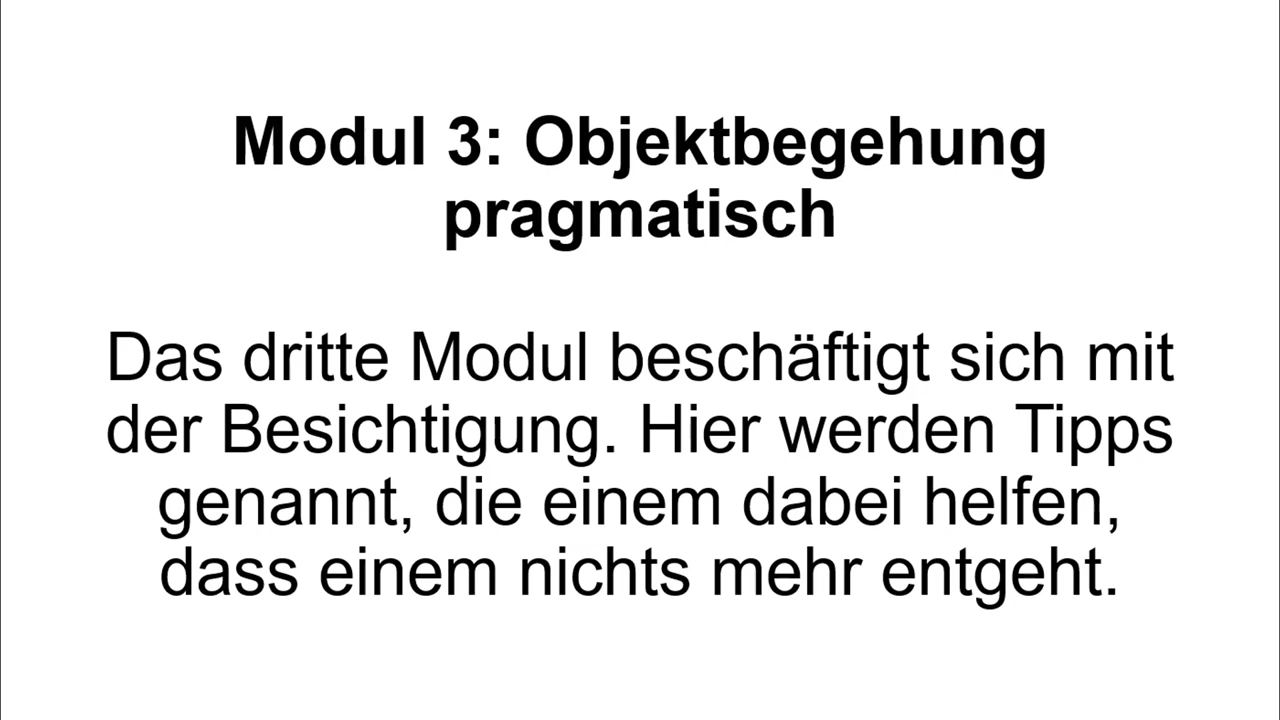 Modul 3: Objektbegehung
pragmatisch
Das dritte Modul beschäftigt sich mit
der Besichtigung. Hier werden Tipps
genannt, die einem dabei helfen,
dass einem nichts mehr entgeht.